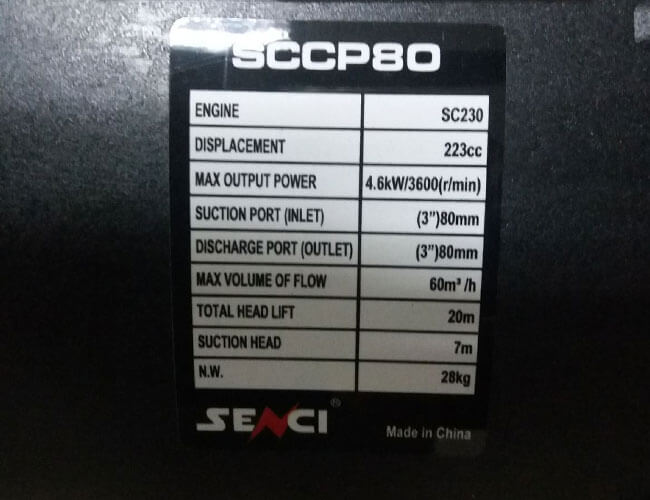 SCCP80
ENGINE SC230
DISPLACEMENT 223cc
MAX OUTPUT POWER 4.6kW/3600(r/min)
SUCTION PORT (INLET) (3")80mm
DISCHARGE PORT (OUTLET) (3")80mm
MAX VOLUME OF FLOW 60m³/h
TOTAL HEAD LIFT 20m
SUCTION HEAD 7m
N.W. 28kg
SENCI®
Made in China